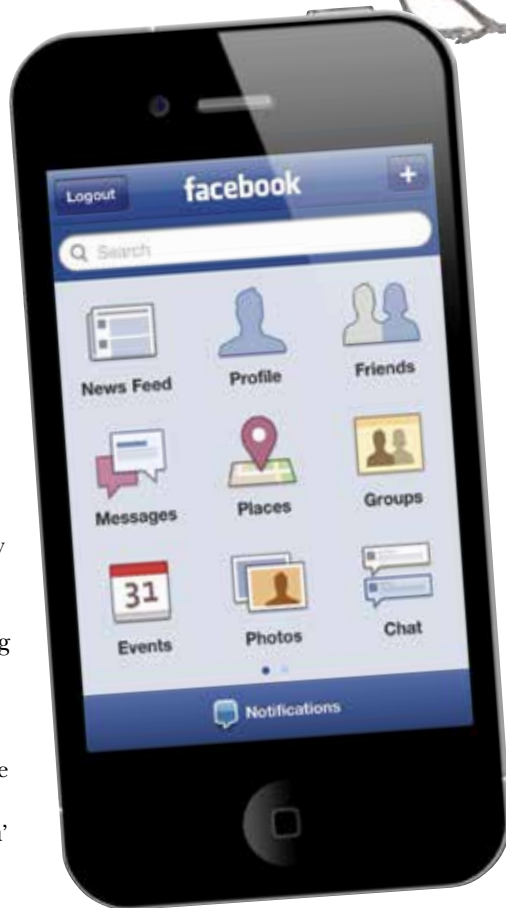 Logout facebook +
Search
News Feed Profile Friends
Messages Places Groups
31
Events Photos Chat
Notifications
g
e
’